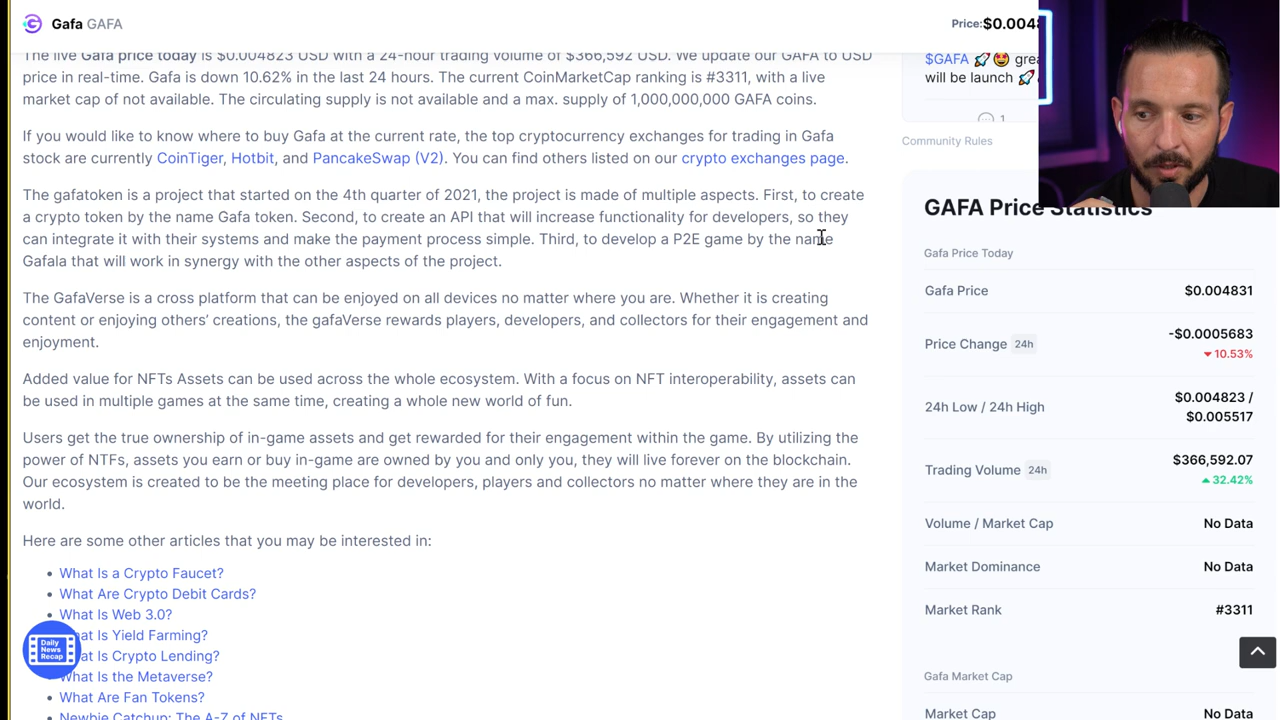 Gafa GAFA
Price:$0.004
The live Gafa price today is $0.004823 USD with a 24-hour trading volume of $366,592 USD. We update our GAFA to USD
price in real-time. Gafa is down 10.62% in the last 24 hours. The current CoinMarketCap ranking is #3311, with a live
market cap of not available. The circulating supply is not available and a max. supply of 1,000,000,000 GAFA coins.
If you would like to know where to buy Gafa at the current rate, the top cryptocurrency exchanges for trading in Gafa
stock are currently CoinTiger, Hotbit, and PancakeSwap (V2). You can find others listed on our crypto exchanges page.
The gafatoken is a project that started on the 4th quarter of 2021, the project is made of multiple aspects. First, to create
a crypto token by the name Gafa token. Second, to create an API that will increase functionality for developers, so they
can integrate it with their systems and make the payment process simple. Third, to develop a P2E game by the name
Gafala that will work in synergy with the other aspects of the project.
The GafaVerse is a cross platform that can be enjoyed on all devices no matter where you are. Whether it is creating
content or enjoying others' creations, the gafaVerse rewards players, developers, and collectors for their engagement and
enjoyment.
Added value for NFTs Assets can be used across the whole ecosystem. With a focus on NFT interoperability, assets can
be used in multiple games at the same time, creating a whole new world of fun.
Users get the true ownership of in-game assets and get rewarded for their engagement within the game. By utilizing the
power of NTFs, assets you earn or buy in-game are owned by you and only you, they will live forever on the blockchain.
Our ecosystem is created to be the meeting place for developers, players and collectors no matter where they are in the
world.
Here are some other articles that you may be interested in:
• What Is a Crypto Faucet?
• What Are Crypto Debit Cards?
• What Is Web 3.0?
at Is Yield Farming?
at Is Crypto Lending?
What Is the Metaverse?
• What Are Fan Tokens?
• Newbie Catchup: The A-Z of NFTs
Daily
News
Recap
$GAFA 🚀🤩 grea
will be launch 🚀
1
Community Rules
GAFA Price Statistics
Gafa Price Today
Gafa Price $0.004831
Price Change 24h -$0.0005683
10.53%
24h Low / 24h High $0.004823 /
$0.005517
Trading Volume 24h $366,592.07
32.42%
Volume / Market Cap No Data
Market Dominance No Data
Market Rank #3311
Gafa Market Cap
Market Cap No Data